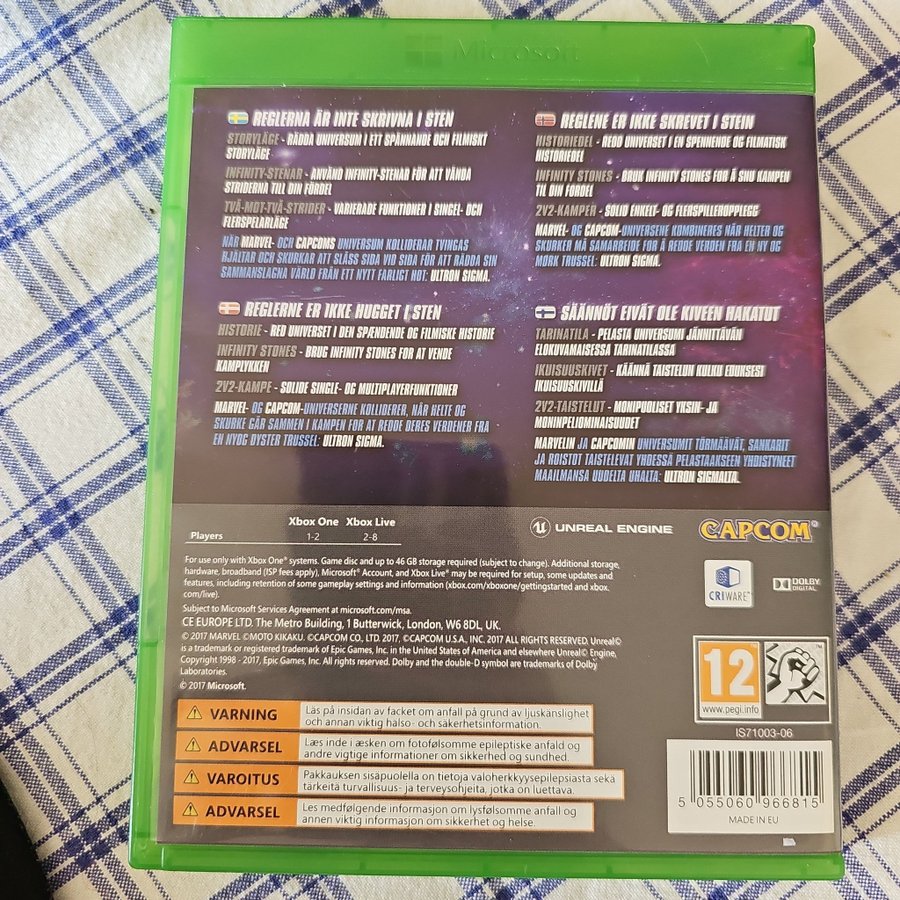 Microsoft
REGLERNA ÄR INTE SKRIVNA I STEN
STORYLÄGE - RÄDDA UNIVERSUM I ETT SPÄNNANDE OCH FILMISKT
STORYLÄGE
INFINITY-STENAR - ANVÄND INFINITY-STENAR FÖR ATT VÄNDA
STRIDERNA TILL DIN FÖRDEL
TVÅ-MOT-TVÅ-STRIDER - VARIERADE FUNKTIONER I SINGEL- OCH
FLERSPELARLÄGE
NÄR MARVEL- OCH CAPCOMS UNIVERSUM KOLLIDERAR TVINGAS
HJÄLTAR OCH SKURKAR ATT SLÅSS SIDA VID SIDA FÖR ATT RÄDDA SIN
SAMMANSLAGNA VÄRLD FRÅN ETT NYTT FARLIGT HOT: ULTRON SIGMA.
REGLENE ER IKKE SKREVET I STEIN
HISTORIEDEL - REDD UNIVERSET I EN SPENNENDE OG FILMATISK
HISTORIEDEL
INFINITY STONES - BRUK INFINITY STONES FOR Å SNU KAMPEN
TIL DIN FORDEL
2V2-KAMPER - SOLID ENKELT- OG FLERSPILLEROPPLEGG
MARVEL- OG CAPCOM-UNIVERSENE KOMBINERES NÅR HELTER OG
SKURKER MÅ SAMARBEIDE FOR Å REDDE VERDEN FRA EN NY OG
MØRK TRUSSEL: ULTRON SIGMA.
REGLERNE ER IKKE HUGGET I STEN
HISTORIE - RED UNIVERSET I DEN SPÆNDENDE OG FILMISKE HISTORIE
INFINITY STONES - BRUG INFINITY STONES FOR AT VENDE
KAMPLYKKEN
2V2-KAMPE - SOLIDE SINGLE- OG MULTIPLAYERFUNKTIONER
MARVEL- OG CAPCOM-UNIVERSERNE KOLLIDERER, NÅR HELTE OG
SKURKE GÅR SAMMEN I KAMPEN FOR AT REDDE DERES VERDENER FRA
EN NY OG DYSTER TRUSSEL: ULTRON SIGMA.
SÄÄNNÖT EIVÄT OLE KIVEEN HAKATUT
TARINATILA - PELASTA UNIVERSUMI JÄNNITTÄVÄN
ELOKUVAMAISESSA TARINATILASSA
IKUISUUSKIVET - KÄÄNNÄ TAISTELUN KULKU EDUKSESI
IKUISUUSKIVILLÄ
2V2-TAISTELUT - MONIPUOLISET YKSIN- JA
MONINPELIOMINAISUUDET
MARVELIN JA CAPCOMIN UNIVERSUMIT TÖRMÄÄVÄT, SANKARIT
JA ROISTOT TAISTELEVAT YHDESSÄ PELASTAAKSEEN YHDISTYNEET
MAAILMANSA UUDELTA UHALTA: ULTRON SIGMALTA.
Xbox One Xbox Live
Players 1-2 2-8
UNREAL ENGINE
CAPCOM®
CRIWARE™
DOLBY
DIGITAL
For use only with Xbox One® systems. Game disc and up to 46 GB storage required (subject to change). Additional storage,
hardware, broadband (ISP fees apply), Microsoft® Account, and Xbox Live® may be required for setup, some updates and
features, including retention of some gameplay settings and information (xbox.com/xboxone/gettingstarted and xbox.
com/live).
Subject to Microsoft Services Agreement at microsoft.com/msa.
CE EUROPE LTD. The Metro Building, 1 Butterwick, London, W6 8DL, UK.
© 2017 MARVEL ©MOTO KIKAKU. ©CAPCOM CO., LTD. 2017, ©CAPCOM U.S.A., INC. 2017 ALL RIGHTS RESERVED. Unreal®
is a trademark or registered trademark of Epic Games, Inc. in the United States of America and elsewhere Unreal® Engine,
Copyright 1998 - 2017, Epic Games, Inc. All rights reserved. Dolby and the double-D symbol are trademarks of Dolby
Laboratories.
© 2017 Microsoft.
12
www.pegi.info
IS71003-06
VARNING Läs på insidan av facket om anfall på grund av ljuskänslighet
och annan viktig hälso- och säkerhetsinformation.
ADVARSEL Læs inde i æsken om fotofølsomme epileptiske anfald og
andre vigtige informationer om sikkerhed og sundhed.
VAROITUS Pakkauksen sisäpuolella on tietoja valoherkkyysepilepsiasta sekä
tärkeitä turvallisuus- ja terveysohjeita, jotka on luettava.
ADVARSEL Les medfølgende informasjon om lysfølsomme anfall og
annen viktig informasjon om sikkerhet og helse.
5 055060 966815
MADE IN EU